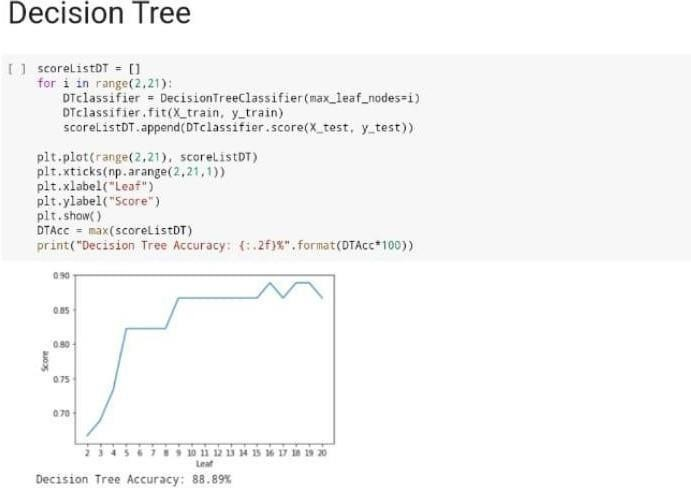 Decision Tree
[ ] scoreListDT = []
for i in range(2,21):
DTclassifier = DecisionTreeClassifier(max_leaf_nodes=i)
DTclassifier.fit(X_train, y_train)
scoreListDT.append(DTclassifier.score(X_test, y_test))
plt.plot(range(2,21), scoreListDT)
plt.xticks(np.arange(2,21,1))
plt.xlabel("Leaf")
plt.ylabel("Score")
plt.show()
DTAcc = max(scoreListDT)
print("Decision Tree Accuracy: {:.2f}%".format(DTAcc*100))
0.90
0.85
0.80
0.75
0.70
Score
2 3 4 5 6 7 8 9 10 11 12 13 14 15 16 17 18 19 20
Leaf
Decision Tree Accuracy: 88.89%